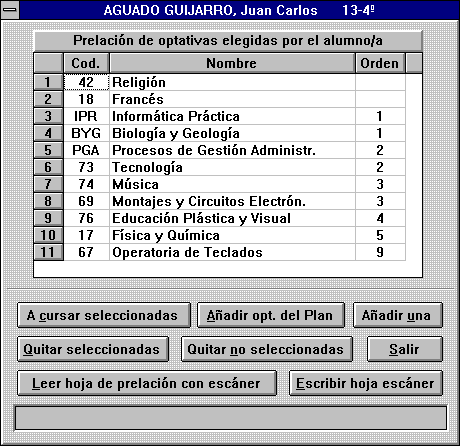 AGUADO GUIJARRO, Juan Carlos 13-4º
Prelación de optativas elegidas por el alumno/a
Cod. Nombre Orden
1 42 Religión
2 18 Francés
3 IPR Informática Práctica 1
4 BYG Biología y Geología 1
5 PGA Procesos de Gestión Administr. 2
6 73 Tecnología 2
7 74 Música 3
8 69 Montajes y Circuitos Electrón. 3
9 76 Educación Plástica y Visual 4
10 17 Física y Química 5
11 67 Operatoria de Teclados 9
A cursar seleccionadas Añadir opt. del Plan Añadir una
Quitar seleccionadas Quitar no seleccionadas Salir
Leer hoja de prelación con escáner Escribir hoja escáner